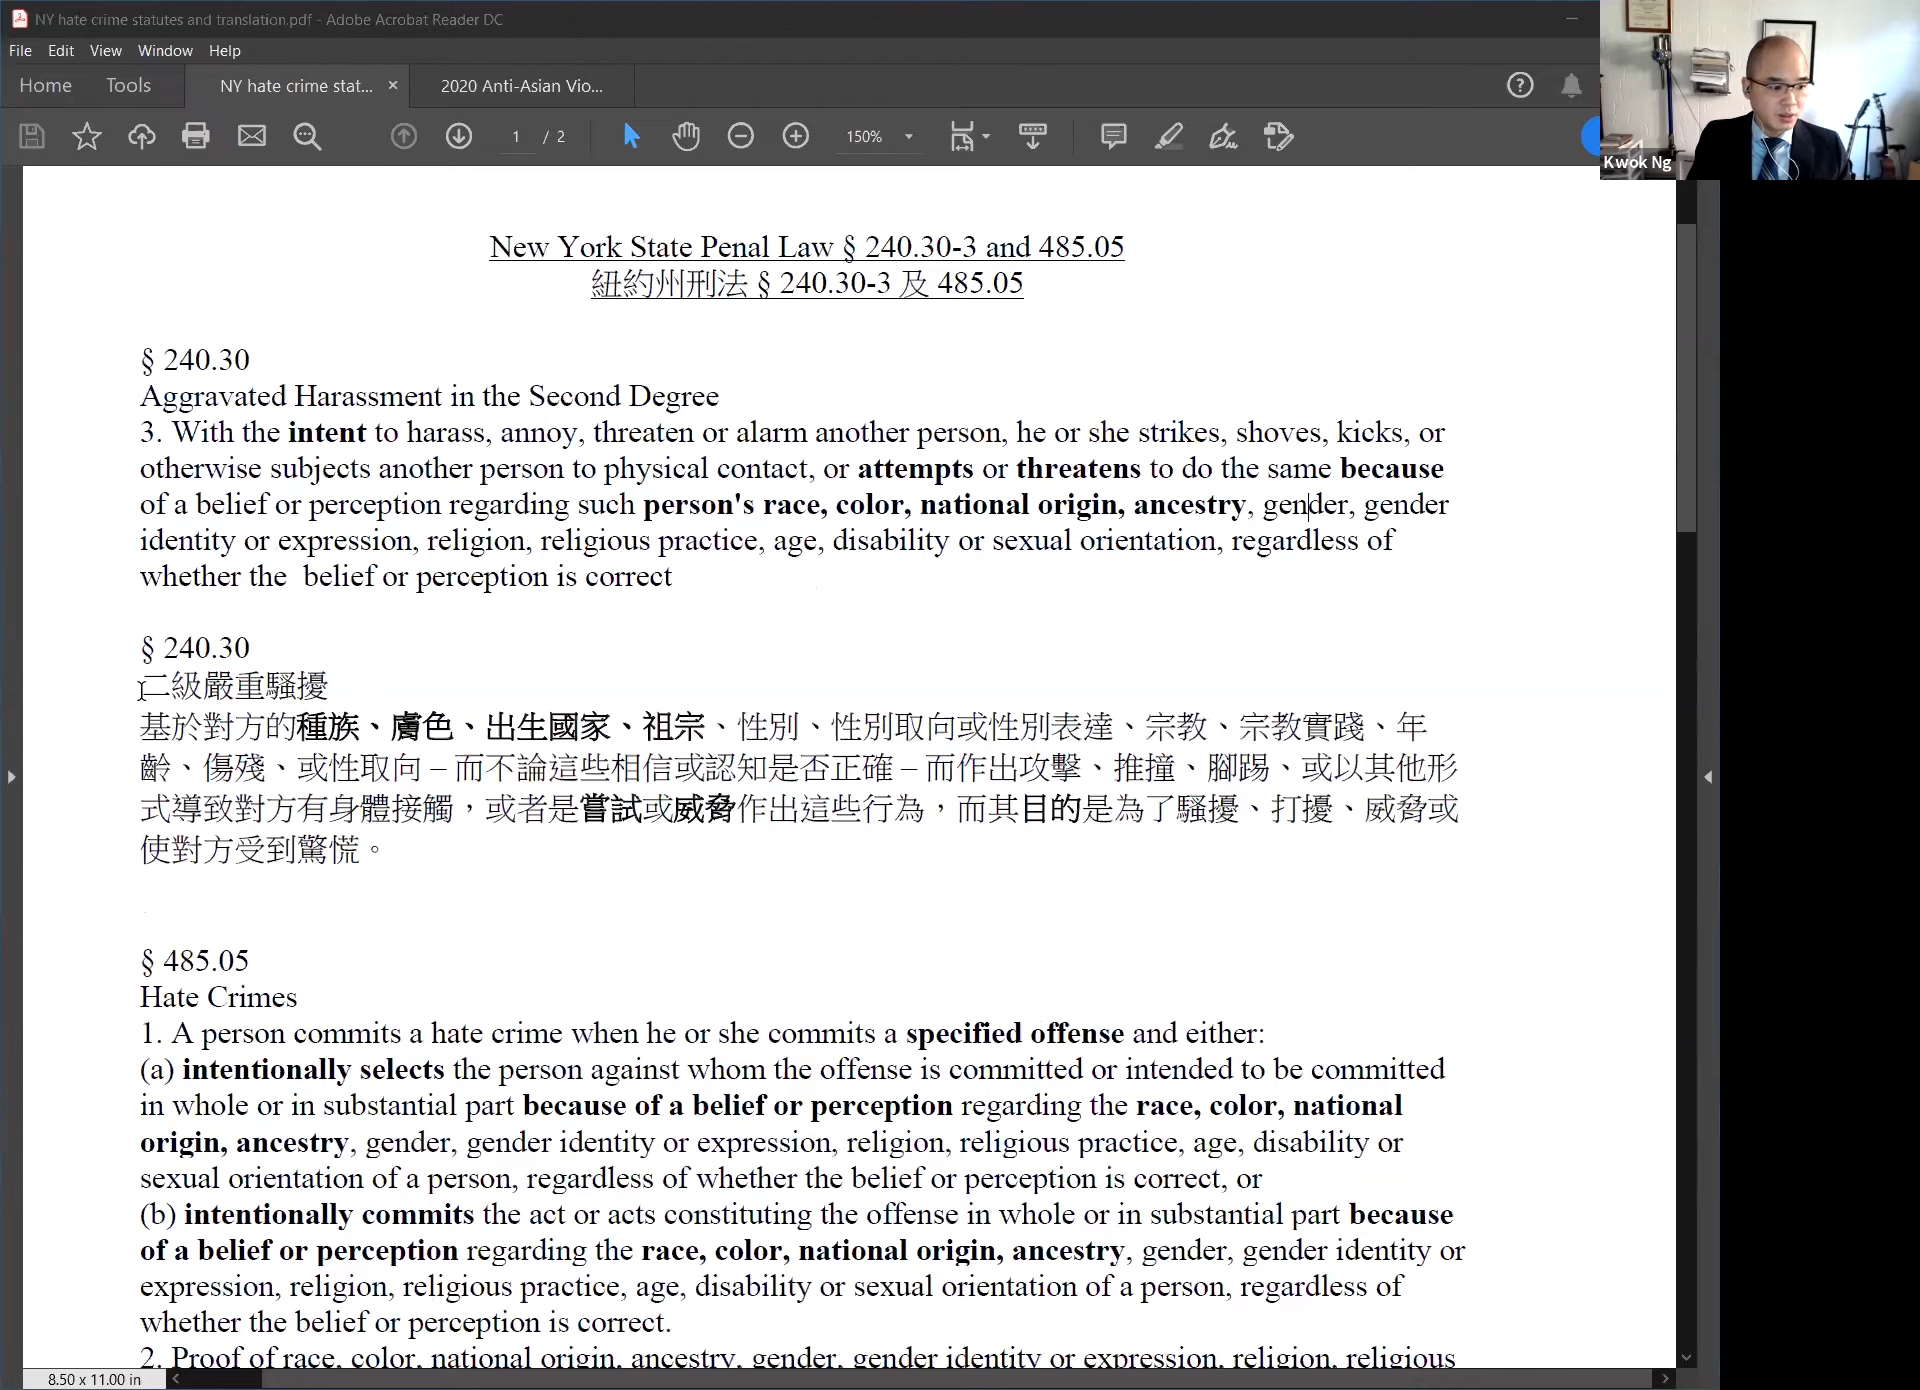 NY hate crime statutes and translation.pdf - Adobe Acrobat Reader DC
File Edit View Window Help
Home Tools NY hate crime stat... × 2020 Anti-Asian Vio...
1 / 2 150%
Kwok Ng
New York State Penal Law § 240.30-3 and 485.05
紐約州刑法 § 240.30-3 及 485.05
§ 240.30
Aggravated Harassment in the Second Degree
3. With the intent to harass, annoy, threaten or alarm another person, he or she strikes, shoves, kicks, or
otherwise subjects another person to physical contact, or attempts or threatens to do the same because
of a belief or perception regarding such person's race, color, national origin, ancestry, gender, gender
identity or expression, religion, religious practice, age, disability or sexual orientation, regardless of
whether the belief or perception is correct
§ 240.30
二級嚴重騷擾
基於對方的種族、膚色、出生國家、祖宗、性別、性別取向或性別表達、宗教、宗教實踐、年
齡、傷殘、或性取向 – 而不論這些相信或認知是否正確 – 而作出攻擊、推撞、腳踢、或以其他形
式導致對方有身體接觸，或者是嘗試或威脅作出這些行為，而其目的是為了騷擾、打擾、威脅或
使對方受到驚慌。
§ 485.05
Hate Crimes
1. A person commits a hate crime when he or she commits a specified offense and either:
(a) intentionally selects the person against whom the offense is committed or intended to be committed
in whole or in substantial part because of a belief or perception regarding the race, color, national
origin, ancestry, gender, gender identity or expression, religion, religious practice, age, disability or
sexual orientation of a person, regardless of whether the belief or perception is correct, or
(b) intentionally commits the act or acts constituting the offense in whole or in substantial part because
of a belief or perception regarding the race, color, national origin, ancestry, gender, gender identity or
expression, religion, religious practice, age, disability or sexual orientation of a person, regardless of
whether the belief or perception is correct.
2. Proof of race, color, national origin, ancestry, gender, gender identity or expression, religion, religious
8.50 x 11.00 in